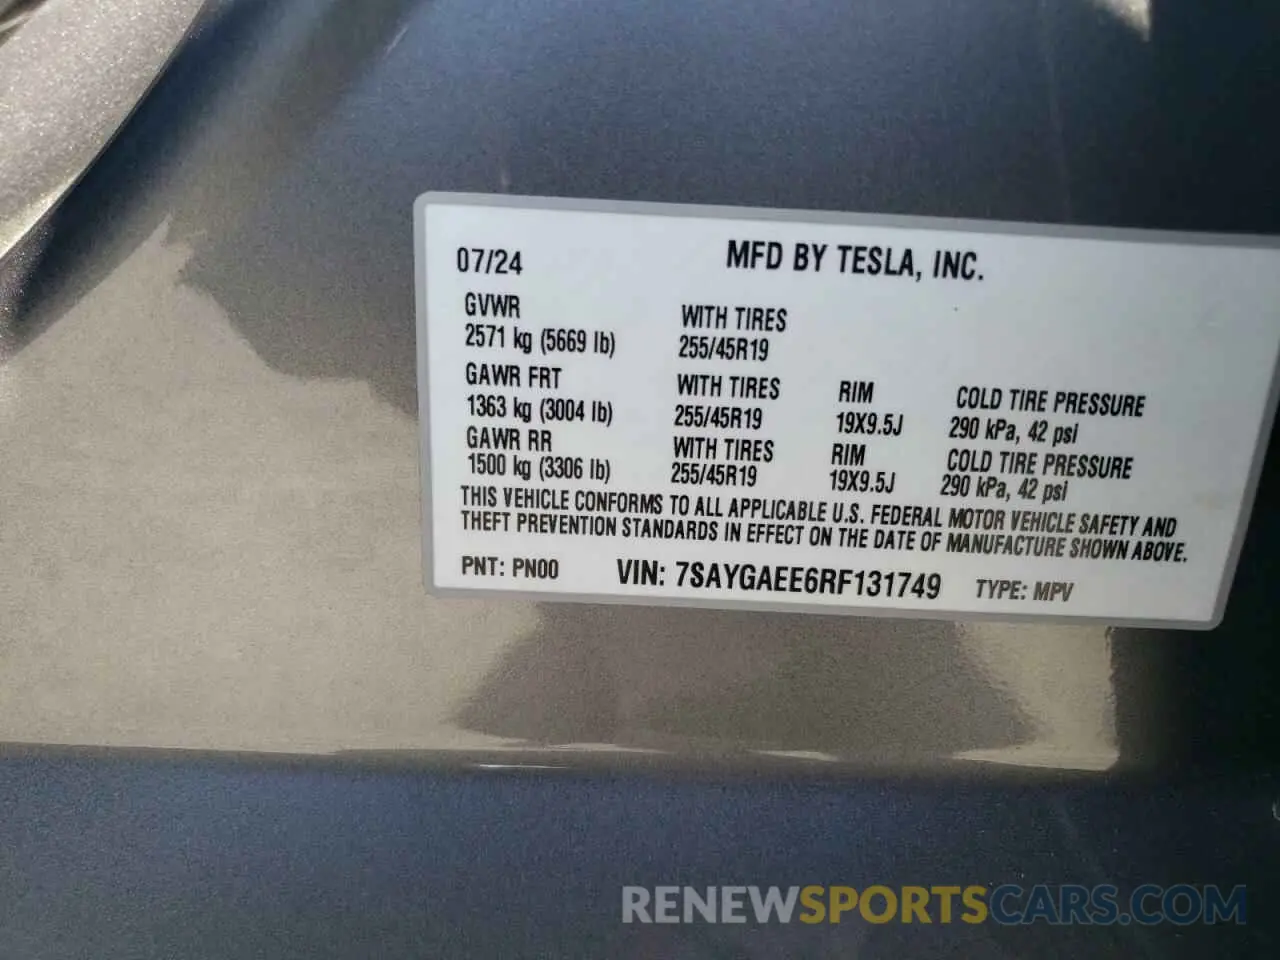 07/24 MFD BY TESLA, INC.
GVWR WITH TIRES
2571 kg (5669 lb) 255/45R19
GAWR FRT WITH TIRES RIM COLD TIRE PRESSURE
1363 kg (3004 lb) 255/45R19 19X9.5J 290 kPa, 42 psi
GAWR RR WITH TIRES RIM COLD TIRE PRESSURE
1500 kg (3306 lb) 255/45R19 19X9.5J 290 kPa, 42 psi
THIS VEHICLE CONFORMS TO ALL APPLICABLE U.S. FEDERAL MOTOR VEHICLE SAFETY AND
THEFT PREVENTION STANDARDS IN EFFECT ON THE DATE OF MANUFACTURE SHOWN ABOVE.
PNT: PN00 VIN: 7SAYGAEE6RF131749 TYPE: MPV
RENEWSPORTSCARS.COM